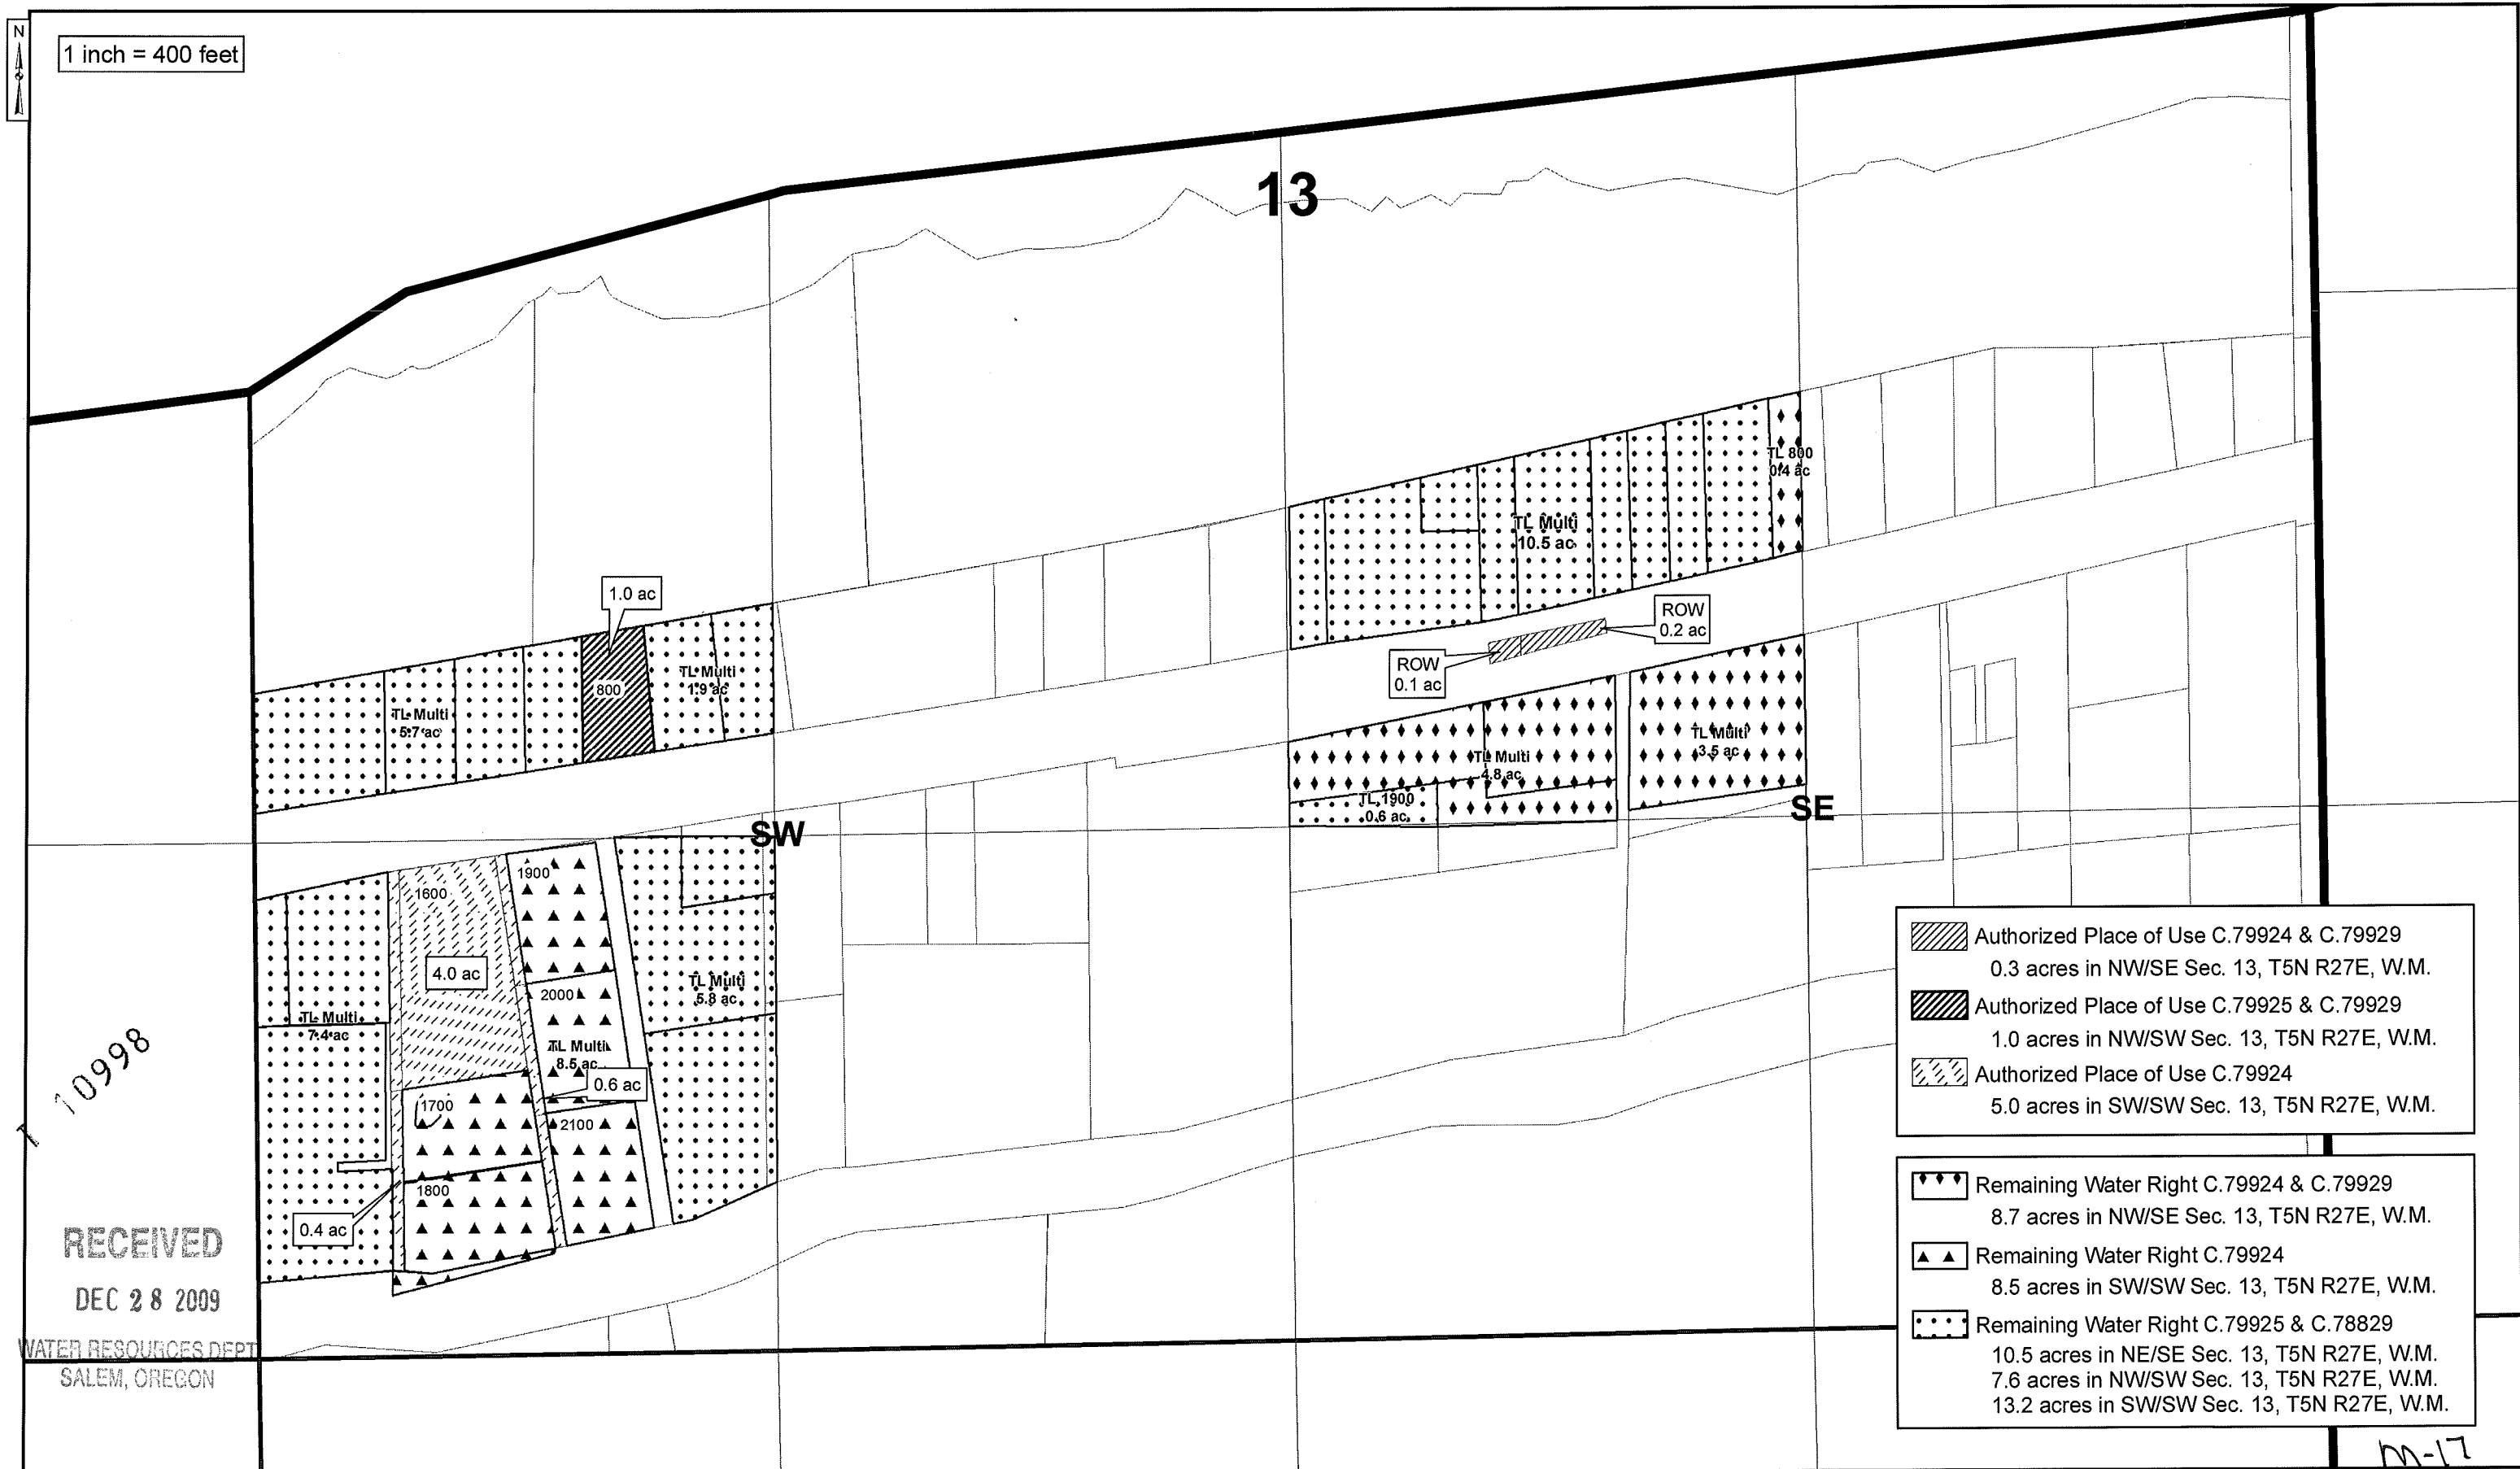 N
1 inch = 400 feet
13
TL 800
0.4 ac
TL Multi
10.5 ac
1.0 ac
ROW
0.2 ac
ROW
0.1 ac
TL Multi
1.9 ac
800
TL Multi
5.7 ac
TL Multi
3.5 ac
TL Multi
4.8 ac
TL 1900
0.6 ac
SW
SE
1900
1600
4.0 ac
TL Multi
5.8 ac
2000
TL Multi
7.4 ac
TL Multi
8.5 ac
0.6 ac
1700
2100
1800
0.4 ac
T 10998
RECEIVED
DEC 28 2009
WATER RESOURCES DEPT
SALEM, OREGON
Authorized Place of Use C.79924 & C.79929
0.3 acres in NW/SE Sec. 13, T5N R27E, W.M.
Authorized Place of Use C.79925 & C.79929
1.0 acres in NW/SW Sec. 13, T5N R27E, W.M.
Authorized Place of Use C.79924
5.0 acres in SW/SW Sec. 13, T5N R27E, W.M.
Remaining Water Right C.79924 & C.79929
8.7 acres in NW/SE Sec. 13, T5N R27E, W.M.
Remaining Water Right C.79924
8.5 acres in SW/SW Sec. 13, T5N R27E, W.M.
Remaining Water Right C.79925 & C.78829
10.5 acres in NE/SE Sec. 13, T5N R27E, W.M.
7.6 acres in NW/SW Sec. 13, T5N R27E, W.M.
13.2 acres in SW/SW Sec. 13, T5N R27E, W.M.
M-17